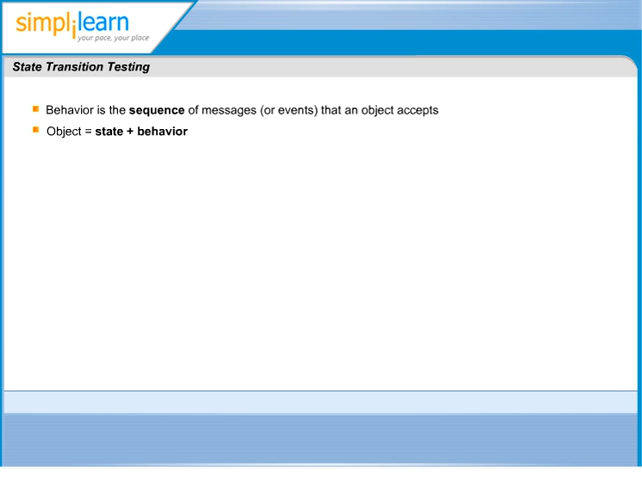 simplilearn
your pace, your place
State Transition Testing
Behavior is the sequence of messages (or events) that an object accepts
Object = state + behavior